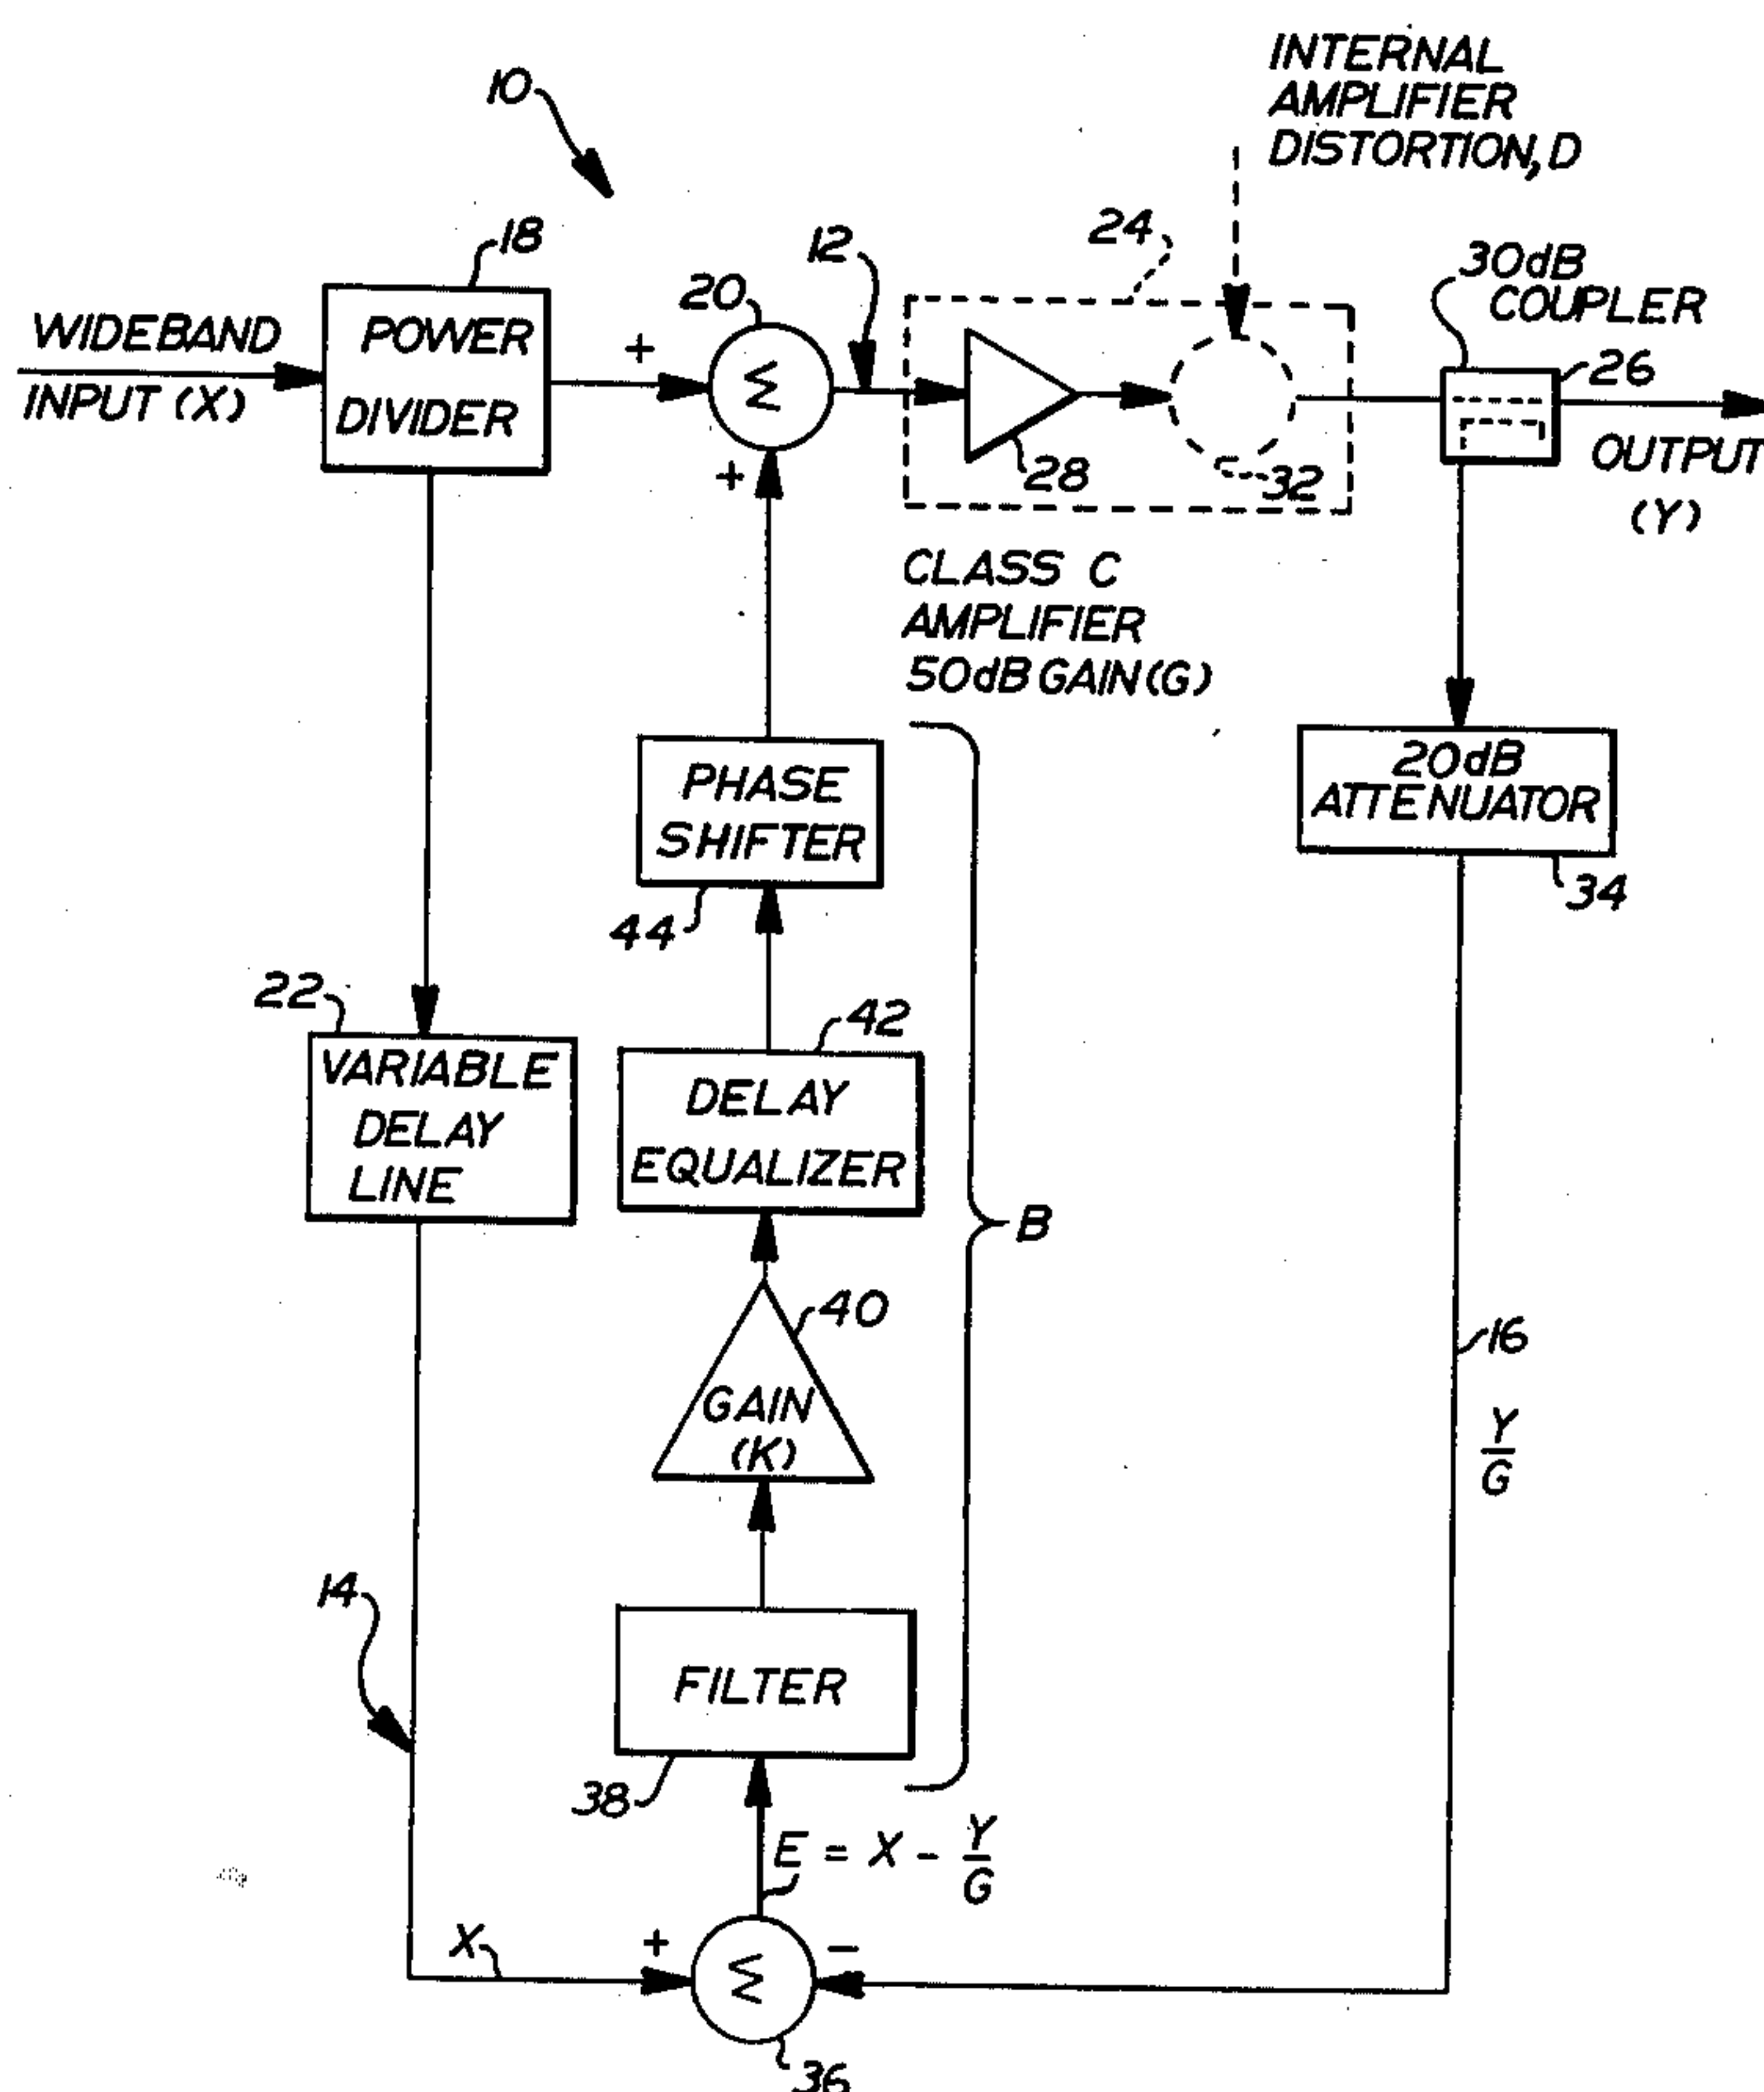 INTERNAL
AMPLIFIER
DISTORTION, D
10
18
12
24
30dB
COUPLER
20
WIDEBAND
INPUT (X)
POWER
DIVIDER
+
Σ
+
28
32
26
OUTPUT
(Y)
CLASS C
AMPLIFIER
50dB GAIN (G)
PHASE
SHIFTER
44
20dB
ATTENUATOR
34
22
VARIABLE
DELAY
LINE
42
DELAY
EQUALIZER
B
40
GAIN
(K)
16
Y
G
14
FILTER
38
E = X - Y/G
X
+
-
Σ
36